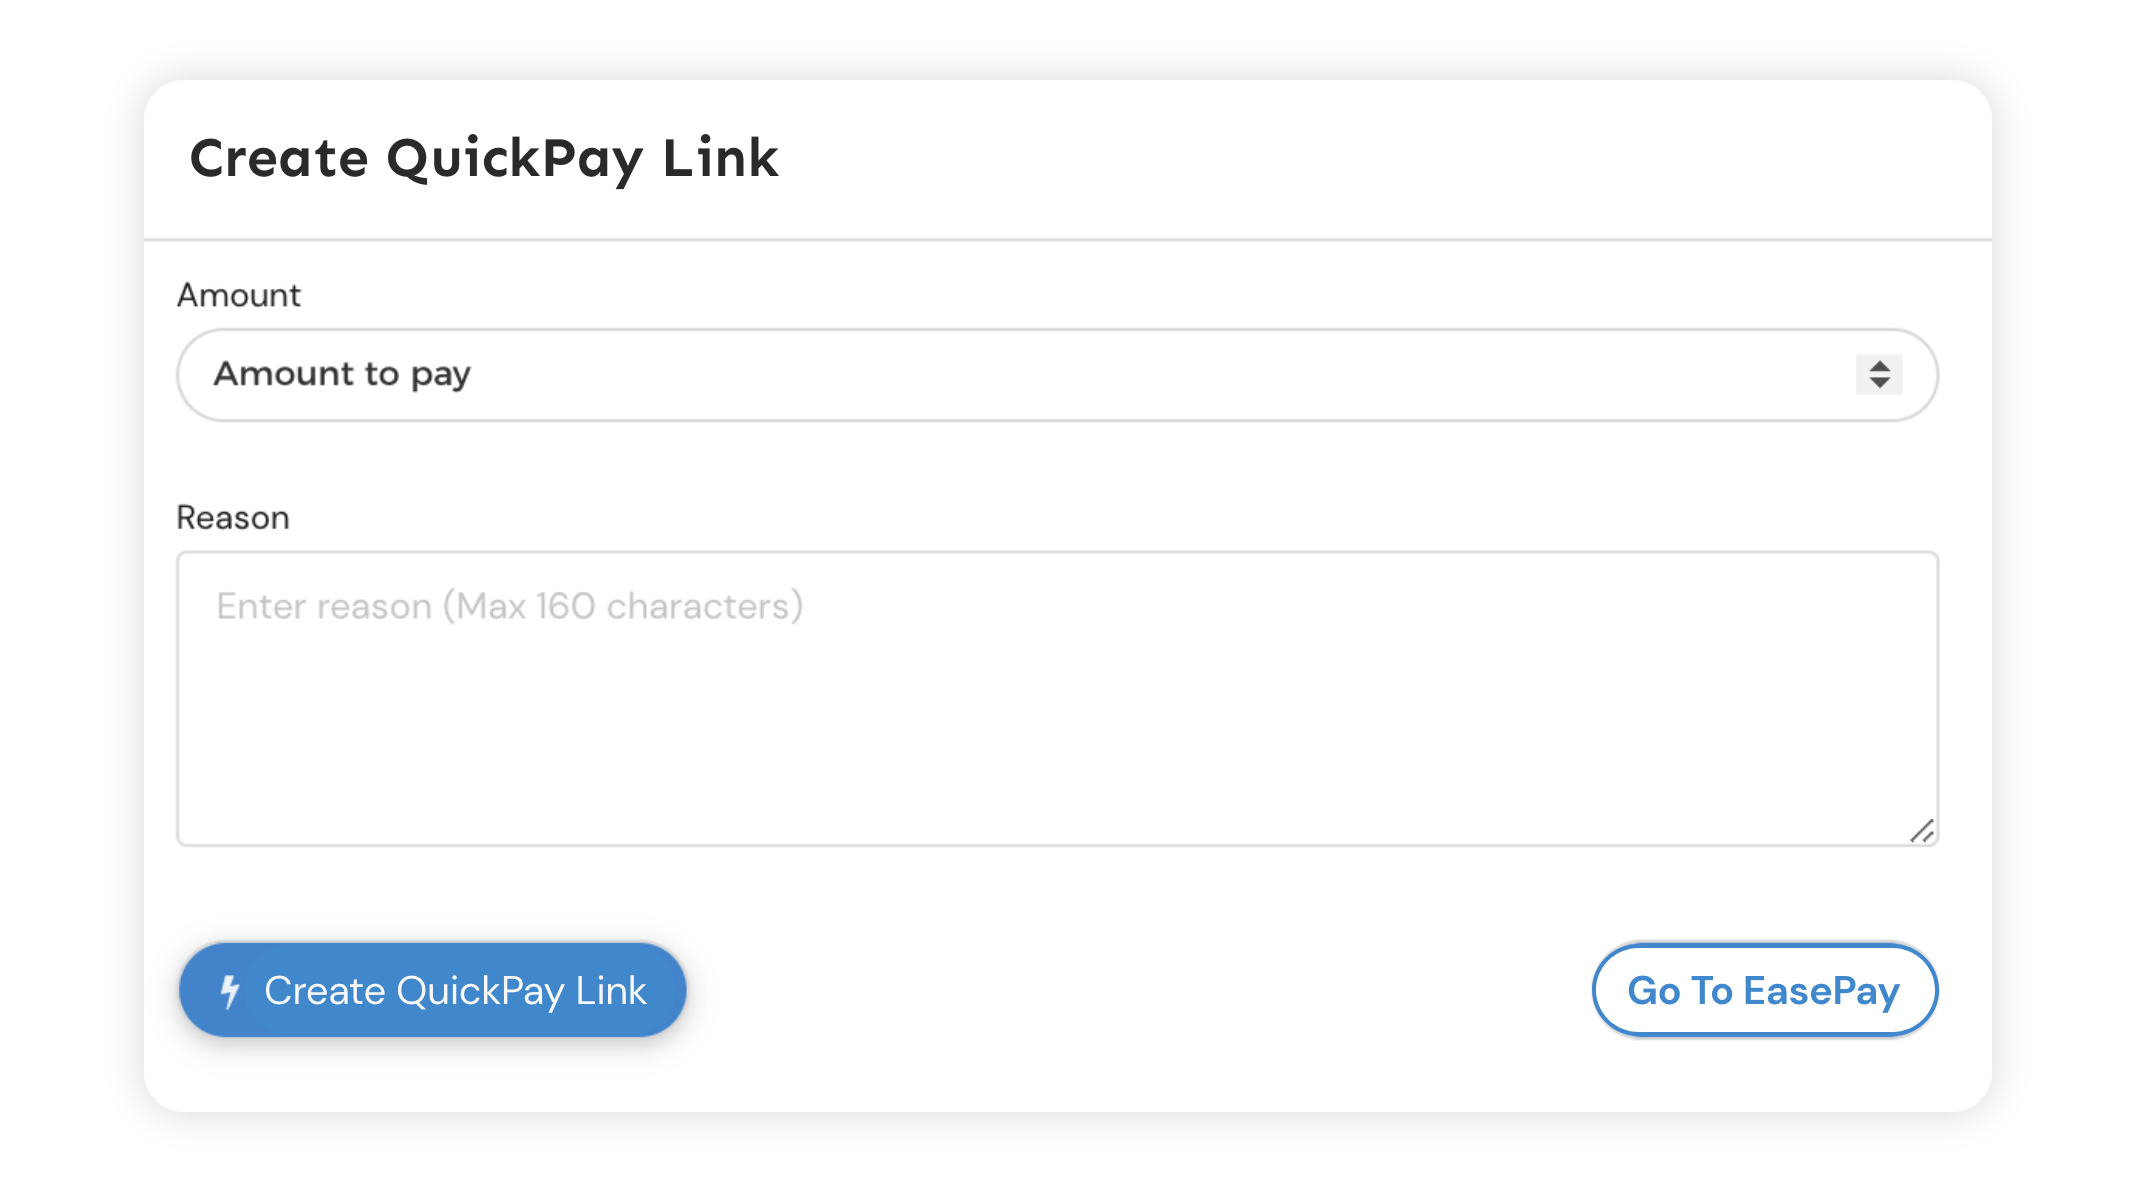 Create QuickPay Link
Amount
Amount to pay
Reason
Enter reason (Max 160 characters)
Create QuickPay Link
Go To EasePay